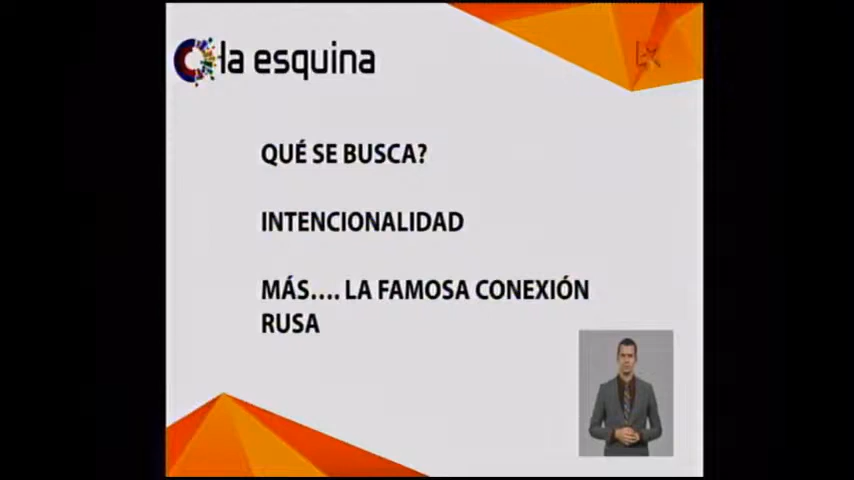 la esquina
QUÉ SE BUSCA?
INTENCIONALIDAD
MÁS.... LA FAMOSA CONEXIÓN
RUSA